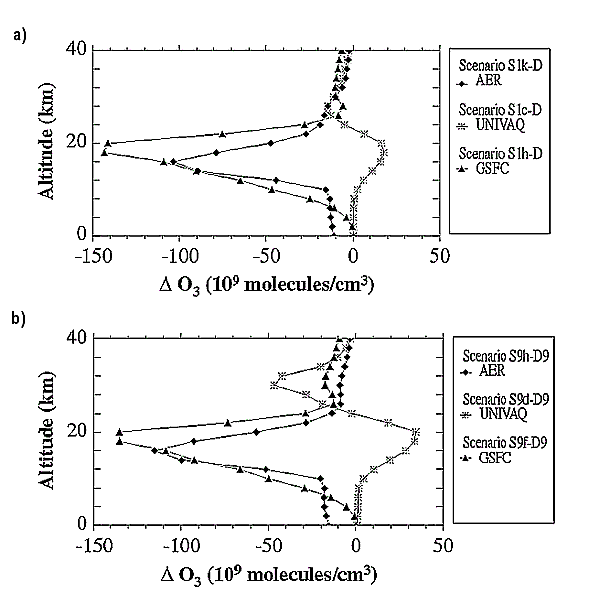 a)
40
Scenario S1k-D
AER
Scenario S1c-D
UNIVAQ
Scenario S1h-D
GSFC
Altitude (km)
20
0
-150 -100 -50 0 50
Δ O₃ (10⁹ molecules/cm³)
b)
40
Scenario S9h-D9
AER
Scenario S9d-D9
UNIVAQ
Scenario S9f-D9
GSFC
Altitude (km)
20
0
-150 -100 -50 0 50
Δ O₃ (10⁹ molecules/cm³)